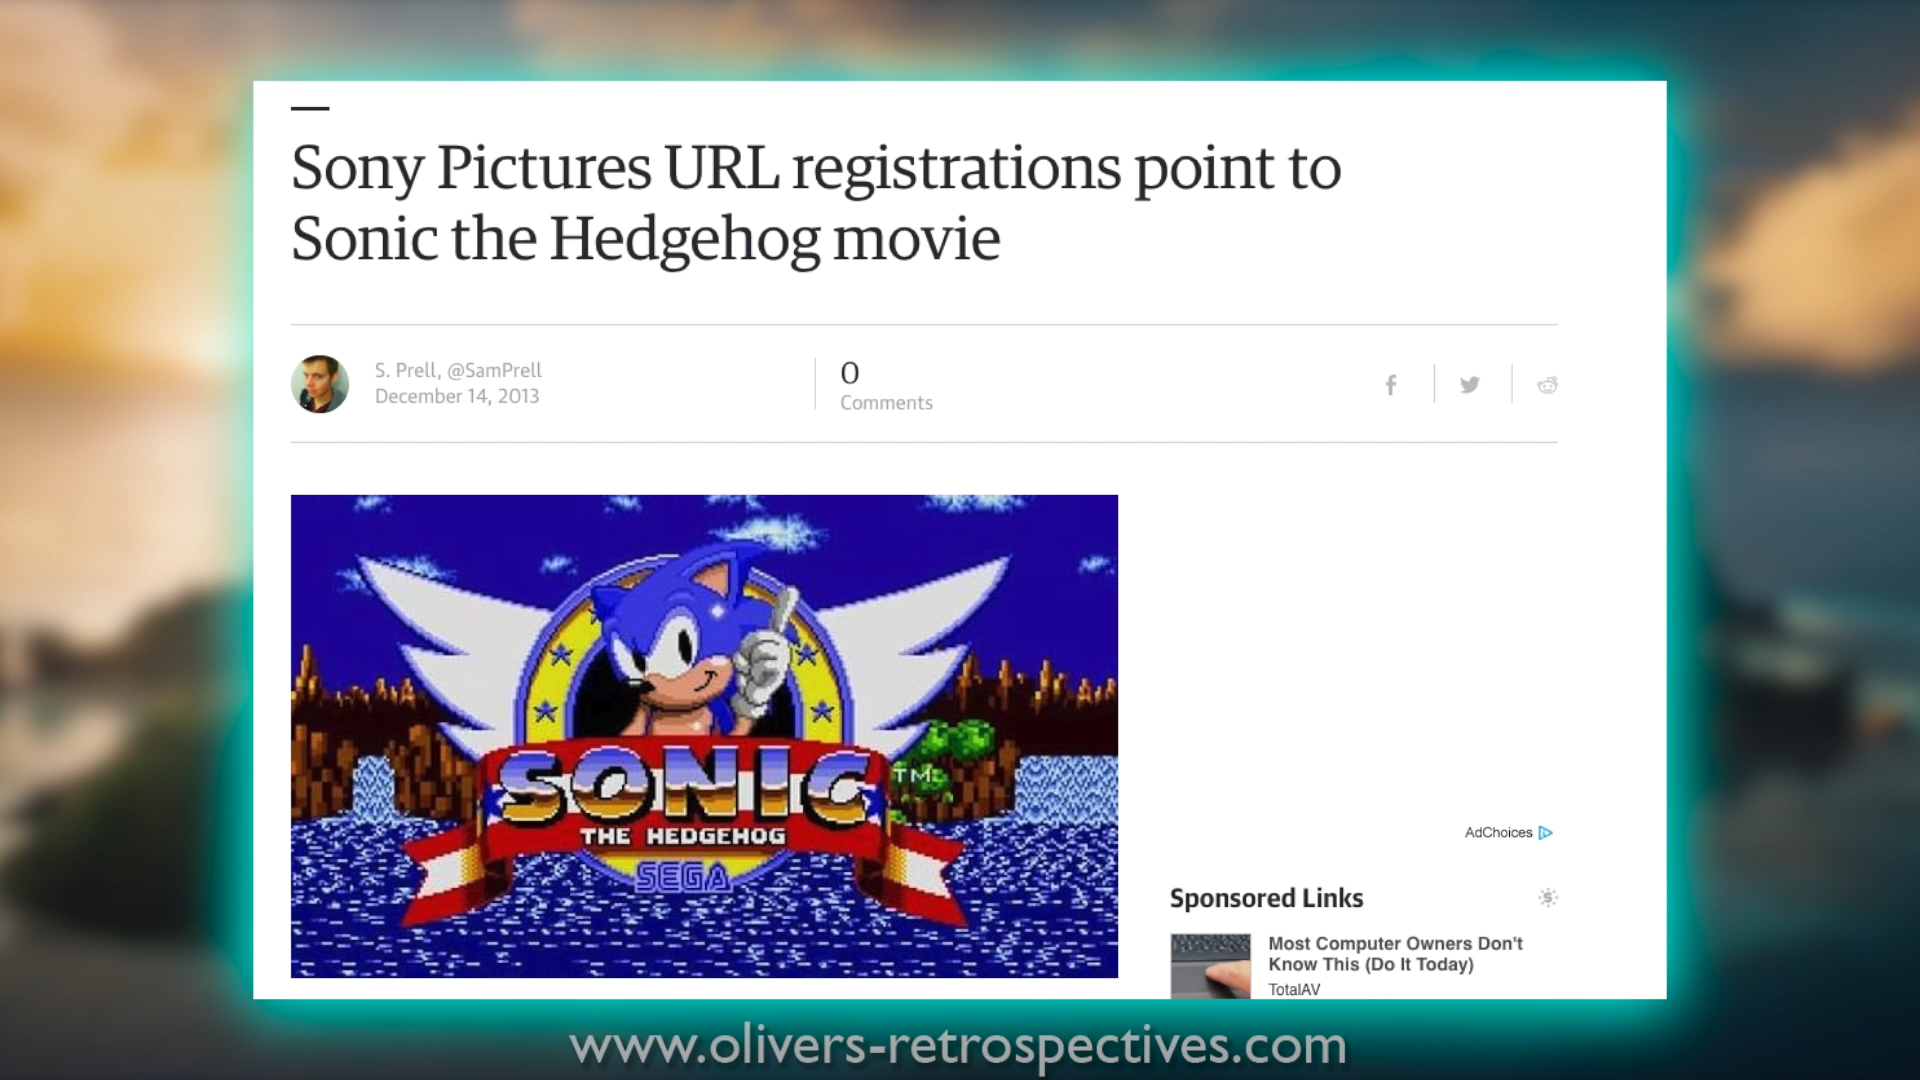 Sony Pictures URL registrations point to
Sonic the Hedgehog movie
S. Prell, @SamPrell
December 14, 2013
0
Comments
SONIC
TM
THE HEDGEHOG
SEGA
AdChoices
Sponsored Links
Most Computer Owners Don't
Know This (Do It Today)
TotalAV
www.olivers-retrospectives.com